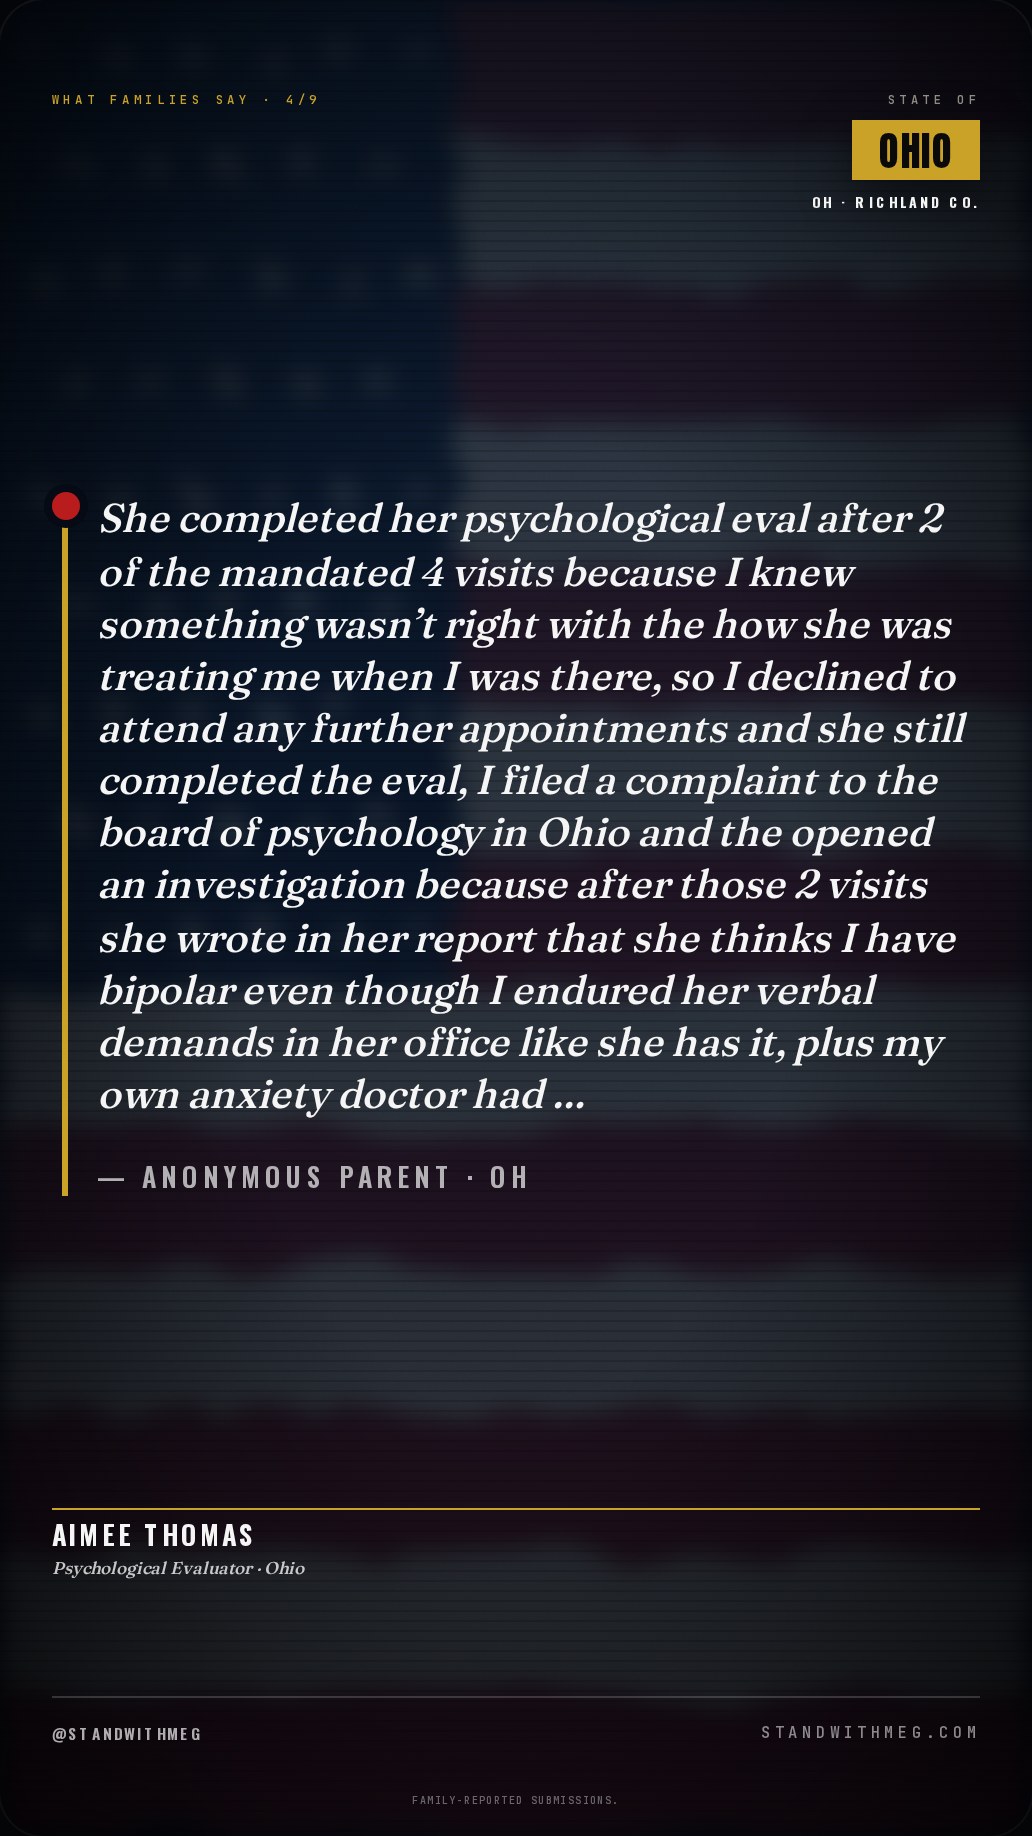 WHAT FAMILIES SAY · 4/9
STATE OF
OHIO
OH · RICHLAND CO.
She completed her psychological eval after 2
of the mandated 4 visits because I knew
something wasn’t right with the how she was
treating me when I was there, so I declined to
attend any further appointments and she still
completed the eval, I filed a complaint to the
board of psychology in Ohio and the opened
an investigation because after those 2 visits
she wrote in her report that she thinks I have
bipolar even though I endured her verbal
demands in her office like she has it, plus my
own anxiety doctor had ...
— ANONYMOUS PARENT · OH
AIMEE THOMAS
Psychological Evaluator · Ohio
@STANDWITHMEG
STANDWITHMEG.COM
FAMILY-REPORTED SUBMISSIONS.